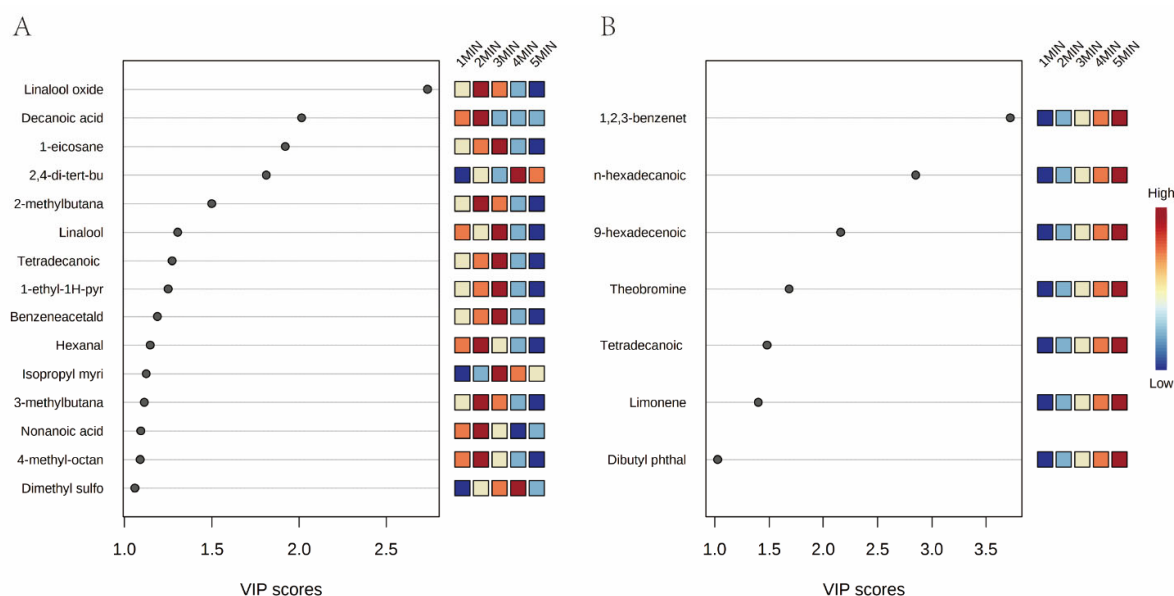 A
1MIN 2MIN 3MIN 4MIN 5MIN
Linalool oxide
Decanoic acid
1-eicosane
2,4-di-tert-bu
2-methylbutana
Linalool
Tetradecanoic
1-ethyl-1H-pyr
Benzeneacetald
Hexanal
Isopropyl myri
3-methylbutana
Nonanoic acid
4-methyl-octan
Dimethyl sulfo
1.0 1.5 2.0 2.5
VIP scores
B
1MIN 2MIN 3MIN 4MIN 5MIN
1,2,3-benzenet
n-hexadecanoic
9-hexadecenoic
Theobromine
Tetradecanoic
Limonene
Dibutyl phthal
1.0 1.5 2.0 2.5 3.0 3.5
VIP scores
High
Low